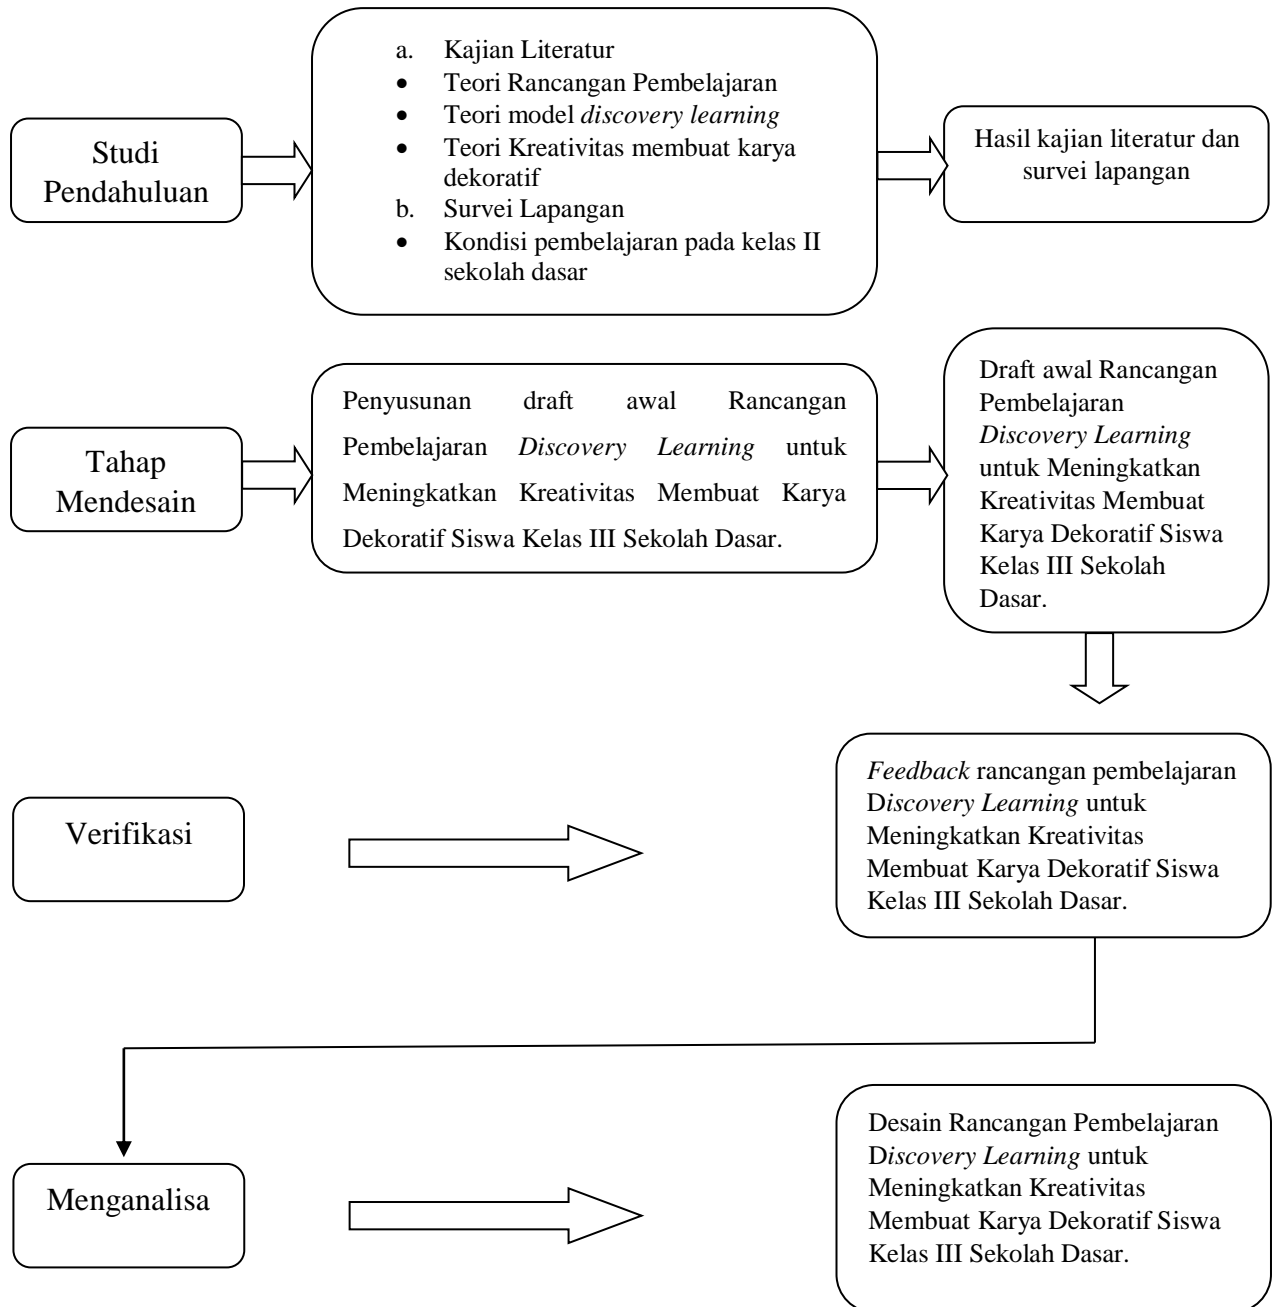 Studi
Pendahuluan
a. Kajian Literatur
• Teori Rancangan Pembelajaran
• Teori model discovery learning
• Teori Kreativitas membuat karya
dekoratif
b. Survei Lapangan
• Kondisi pembelajaran pada kelas II
sekolah dasar
Hasil kajian literatur dan
survei lapangan
Tahap
Mendesain
Penyusunan draft awal Rancangan
Pembelajaran Discovery Learning untuk
Meningkatkan Kreativitas Membuat Karya
Dekoratif Siswa Kelas III Sekolah Dasar.
Draft awal Rancangan
Pembelajaran
Discovery Learning
untuk Meningkatkan
Kreativitas Membuat
Karya Dekoratif Siswa
Kelas III Sekolah
Dasar.
Verifikasi
Feedback rancangan pembelajaran
Discovery Learning untuk
Meningkatkan Kreativitas
Membuat Karya Dekoratif Siswa
Kelas III Sekolah Dasar.
Menganalisa
Desain Rancangan Pembelajaran
Discovery Learning untuk
Meningkatkan Kreativitas
Membuat Karya Dekoratif Siswa
Kelas III Sekolah Dasar.